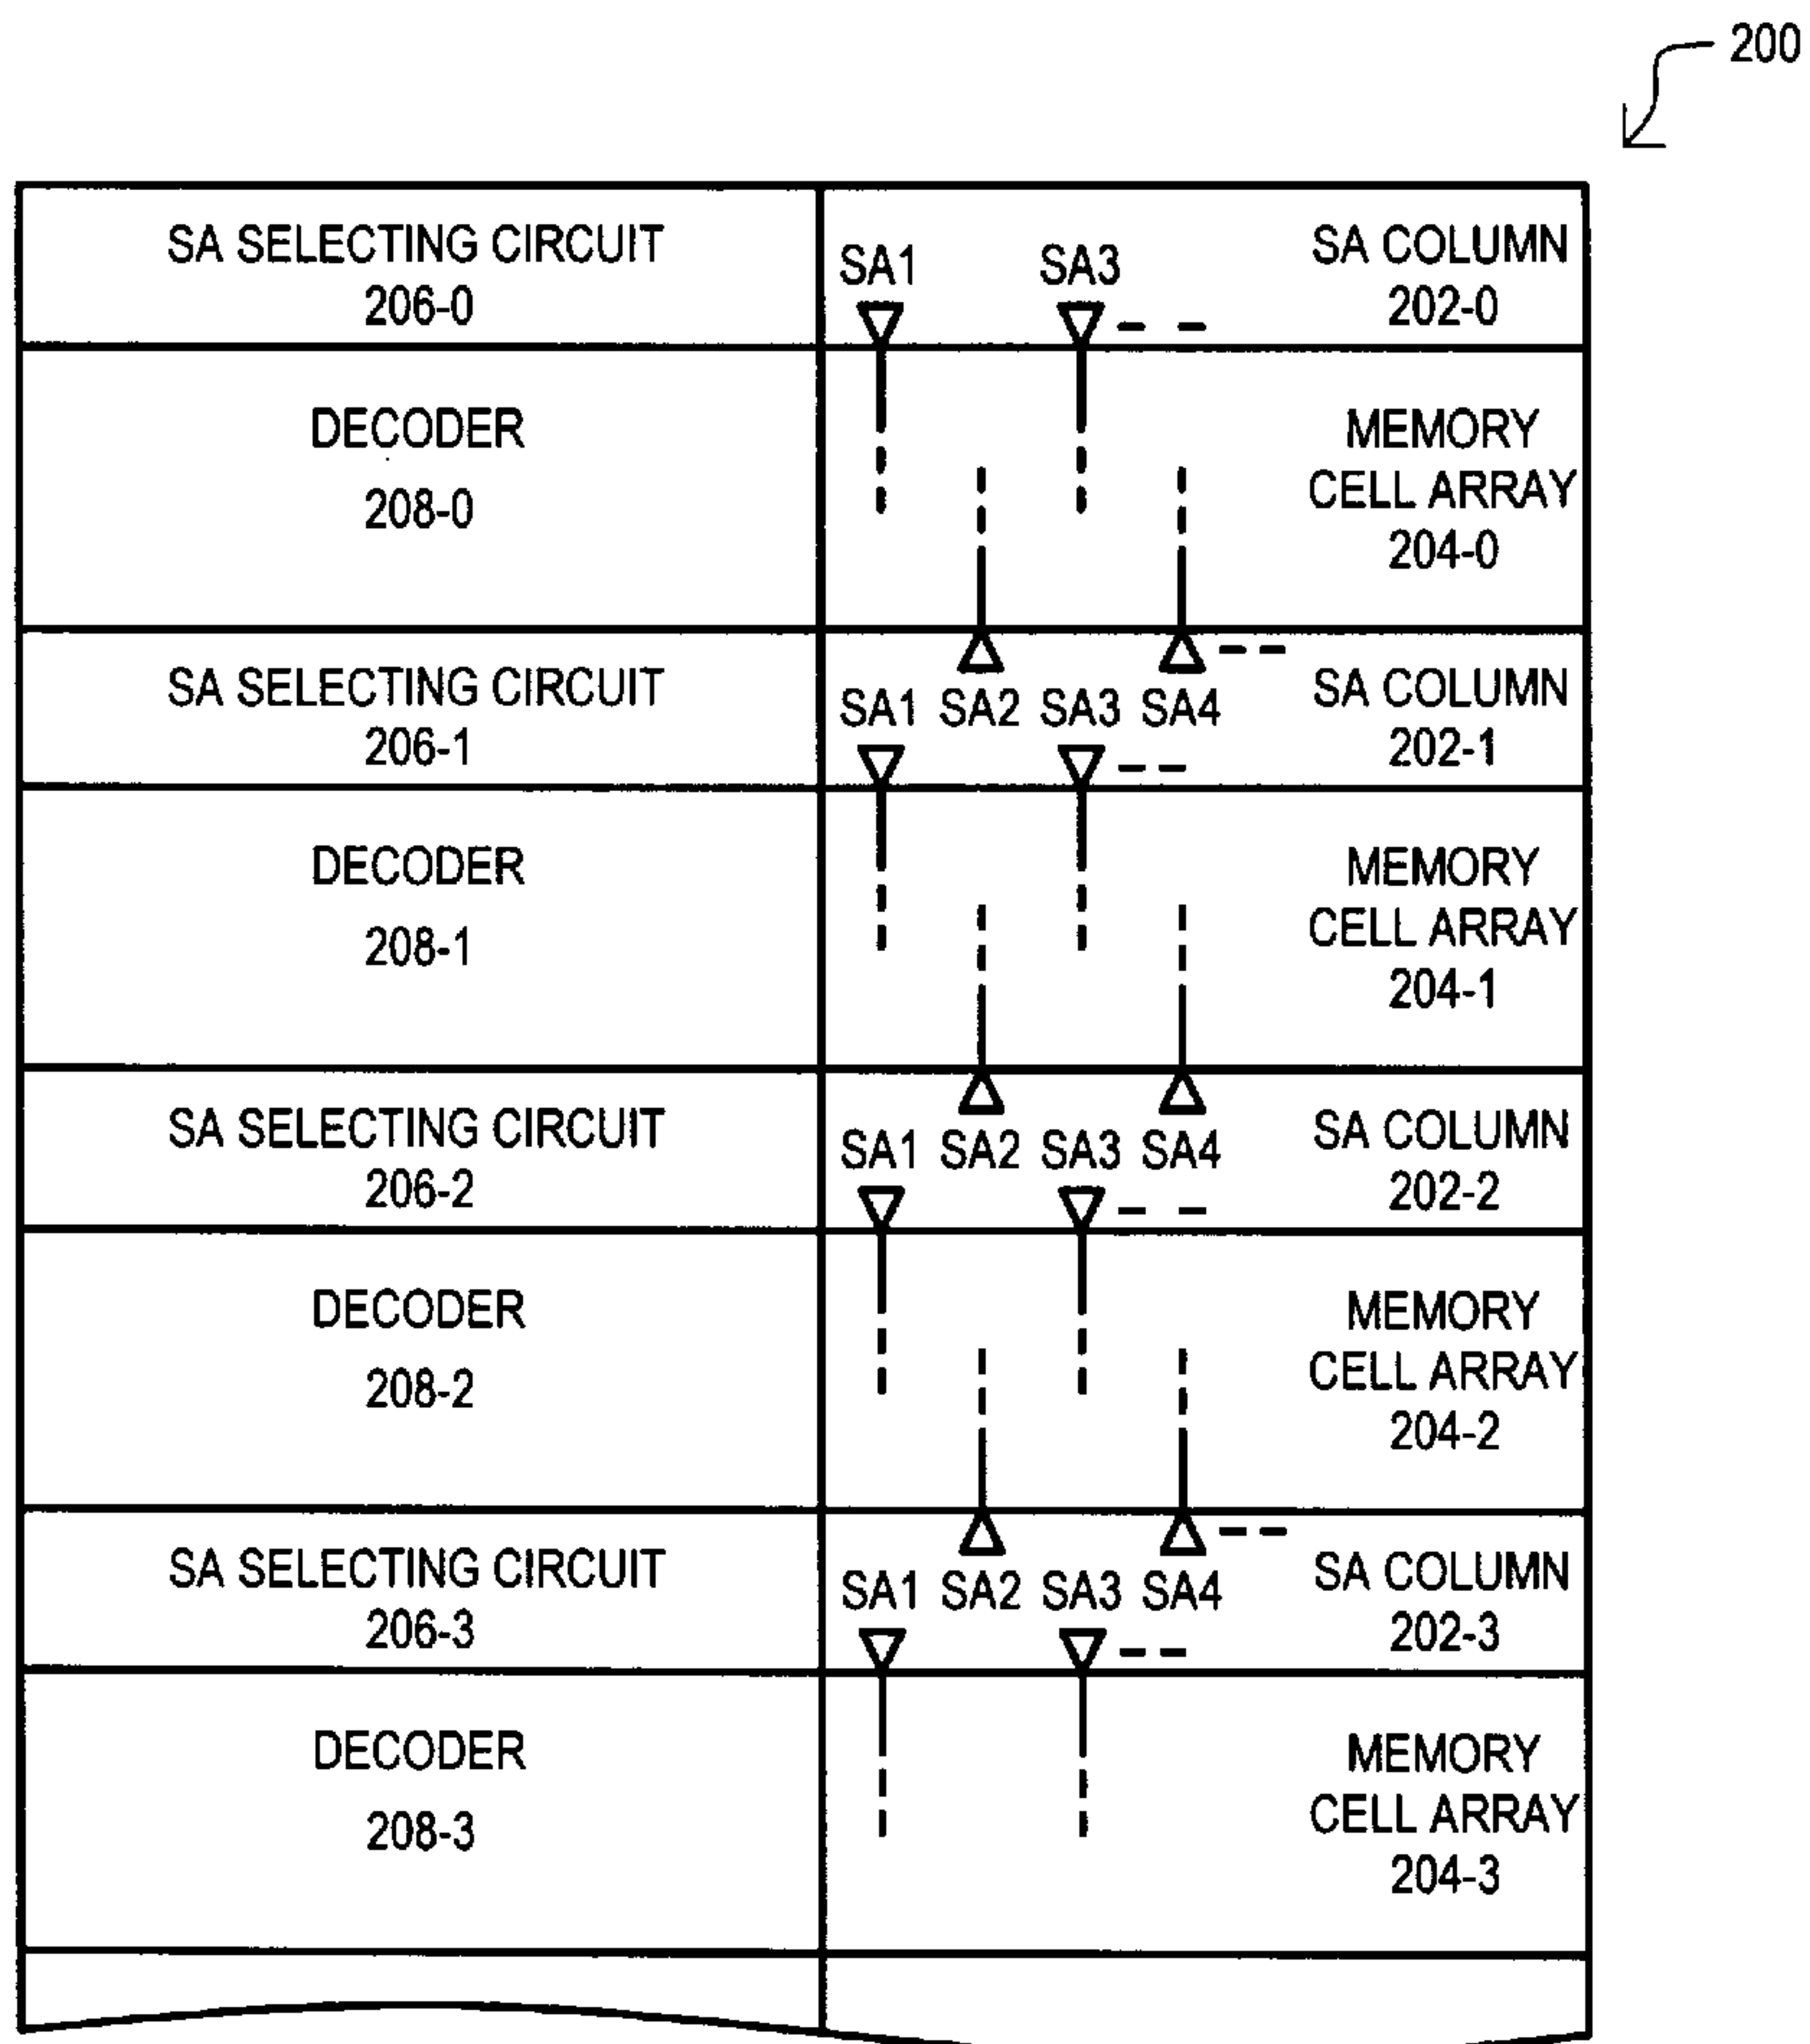 200
SA SELECTING CIRCUIT
206-0
SA1 SA3
SA COLUMN
202-0
DECODER
208-0
MEMORY
CELL ARRAY
204-0
SA SELECTING CIRCUIT
206-1
SA1 SA2 SA3 SA4
SA COLUMN
202-1
DECODER
208-1
MEMORY
CELL ARRAY
204-1
SA SELECTING CIRCUIT
206-2
SA1 SA2 SA3 SA4
SA COLUMN
202-2
DECODER
208-2
MEMORY
CELL ARRAY
204-2
SA SELECTING CIRCUIT
206-3
SA1 SA2 SA3 SA4
SA COLUMN
202-3
DECODER
208-3
MEMORY
CELL ARRAY
204-3